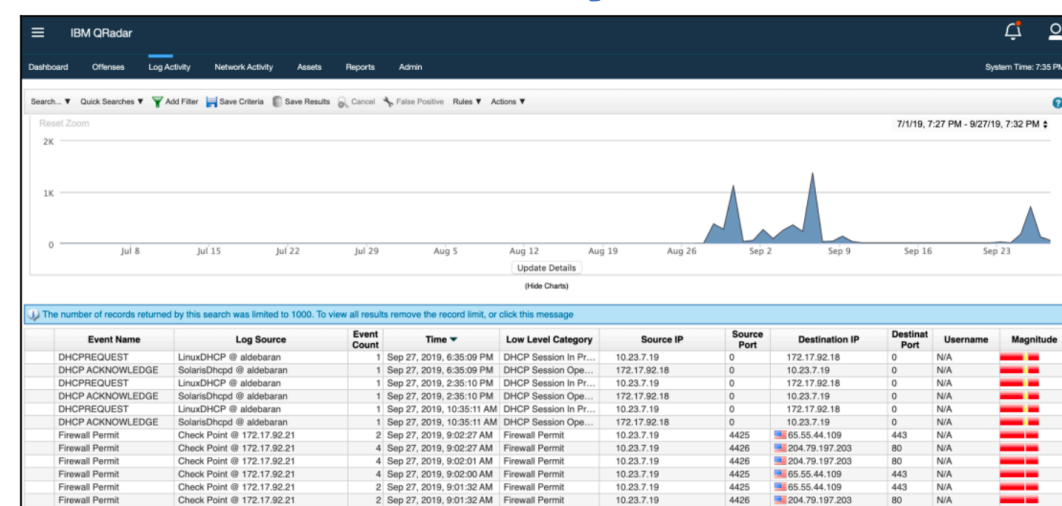 IBM QRadar
Dashboard Offenses Log Activity Network Activity Assets Reports Admin System Time: 7:35 PM
Search... ▼ Quick Searches ▼ Add Filter Save Criteria Save Results Cancel False Positive Rules ▼ Actions ▼
Reset Zoom 7/1/19, 7:27 PM - 9/27/19, 7:32 PM
2K
1K
0
Jul 8 Jul 15 Jul 22 Jul 29 Aug 5 Aug 12 Aug 19 Aug 26 Sep 2 Sep 9 Sep 16 Sep 23
Update Details
(Hide Charts)
The number of records returned by this search was limited to 1000. To view all results remove the record limit, or click this message
Event Name Log Source Event Count Time ▼ Low Level Category Source IP Source Port Destination IP Destinat Port Username Magnitude
DHCPREQUEST LinuxDHCP @ aldebaran 1 Sep 27, 2019, 6:35:09 PM DHCP Session In Pr... 10.23.7.19 0 172.17.92.18 0 N/A
DHCP ACKNOWLEDGE SolarisDhcpd @ aldebaran 1 Sep 27, 2019, 6:35:09 PM DHCP Session Ope... 172.17.92.18 0 10.23.7.19 0 N/A
DHCPREQUEST LinuxDHCP @ aldebaran 1 Sep 27, 2019, 2:35:10 PM DHCP Session In Pr... 10.23.7.19 0 172.17.92.18 0 N/A
DHCP ACKNOWLEDGE SolarisDhcpd @ aldebaran 1 Sep 27, 2019, 2:35:10 PM DHCP Session Ope... 172.17.92.18 0 10.23.7.19 0 N/A
DHCPREQUEST LinuxDHCP @ aldebaran 1 Sep 27, 2019, 10:35:11 AM DHCP Session In Pr... 10.23.7.19 0 172.17.92.18 0 N/A
DHCP ACKNOWLEDGE SolarisDhcpd @ aldebaran 1 Sep 27, 2019, 10:35:11 AM DHCP Session Ope... 172.17.92.18 0 10.23.7.19 0 N/A
Firewall Permit Check Point @ 172.17.92.21 2 Sep 27, 2019, 9:02:27 AM Firewall Permit 10.23.7.19 4425 65.55.44.109 443 N/A
Firewall Permit Check Point @ 172.17.92.21 4 Sep 27, 2019, 9:02:27 AM Firewall Permit 10.23.7.19 4426 204.79.197.203 80 N/A
Firewall Permit Check Point @ 172.17.92.21 4 Sep 27, 2019, 9:02:01 AM Firewall Permit 10.23.7.19 4426 204.79.197.203 80 N/A
Firewall Permit Check Point @ 172.17.92.21 4 Sep 27, 2019, 9:02:00 AM Firewall Permit 10.23.7.19 4425 65.55.44.109 443 N/A
Firewall Permit Check Point @ 172.17.92.21 2 Sep 27, 2019, 9:01:32 AM Firewall Permit 10.23.7.19 4425 65.55.44.109 443 N/A
Firewall Permit Check Point @ 172.17.92.21 2 Sep 27, 2019, 9:01:32 AM Firewall Permit 10.23.7.19 4426 204.79.197.203 80 N/A